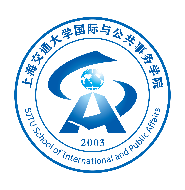 上海交通大学国际与公共事务学院
2003
SJTU School of International and Public Affairs